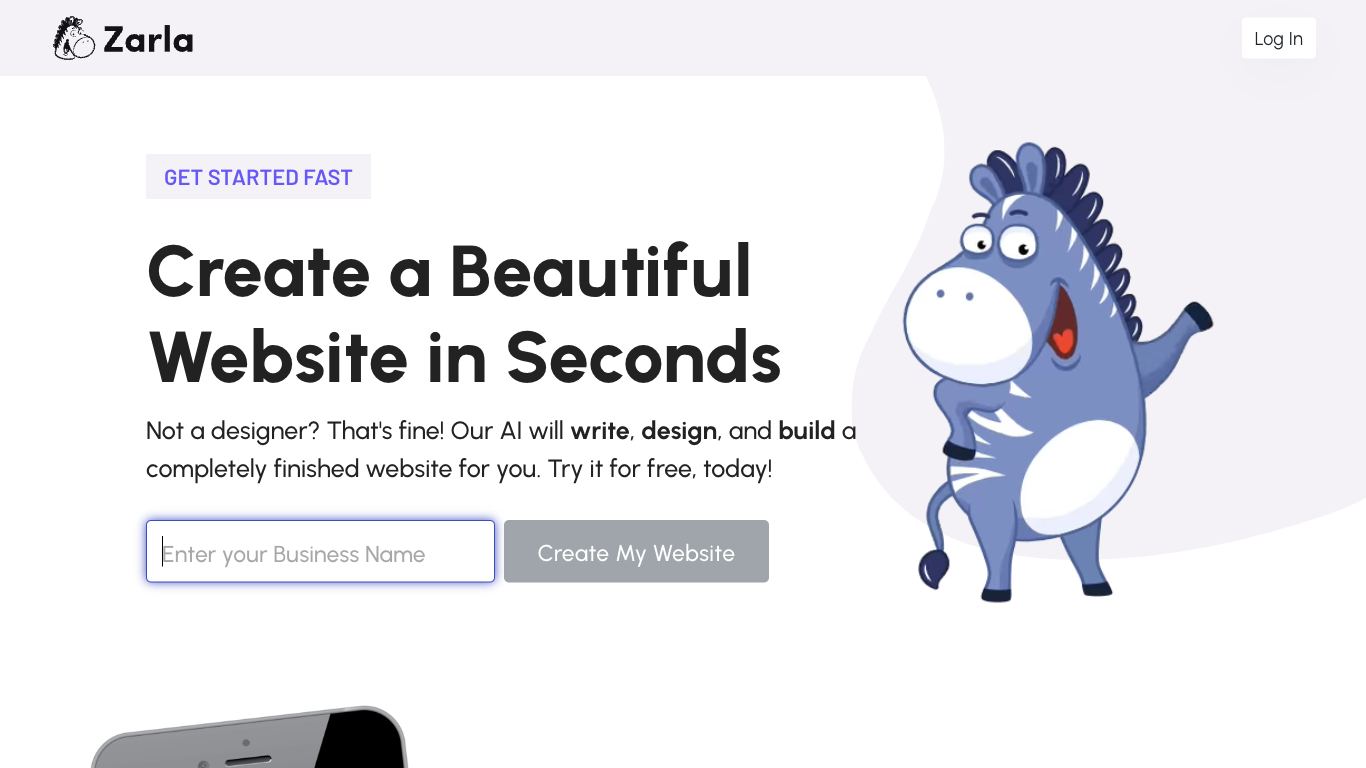 Zarla
Log In
GET STARTED FAST
Create a Beautiful
Website in Seconds
Not a designer? That's fine! Our AI will write, design, and build a
completely finished website for you. Try it for free, today!
Enter your Business Name
Create My Website